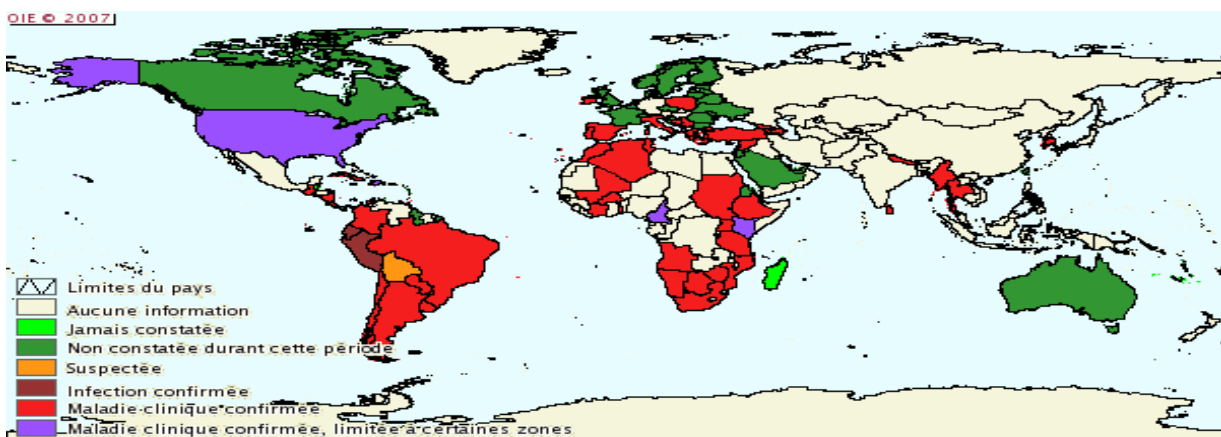 OIE © 2007
Limites du pays
Aucune information
Jamais constatée
Non constatée durant cette période
Suspectée
Infection confirmée
Maladie clinique confirmée
Maladie clinique confirmée, limitée à certaines zones